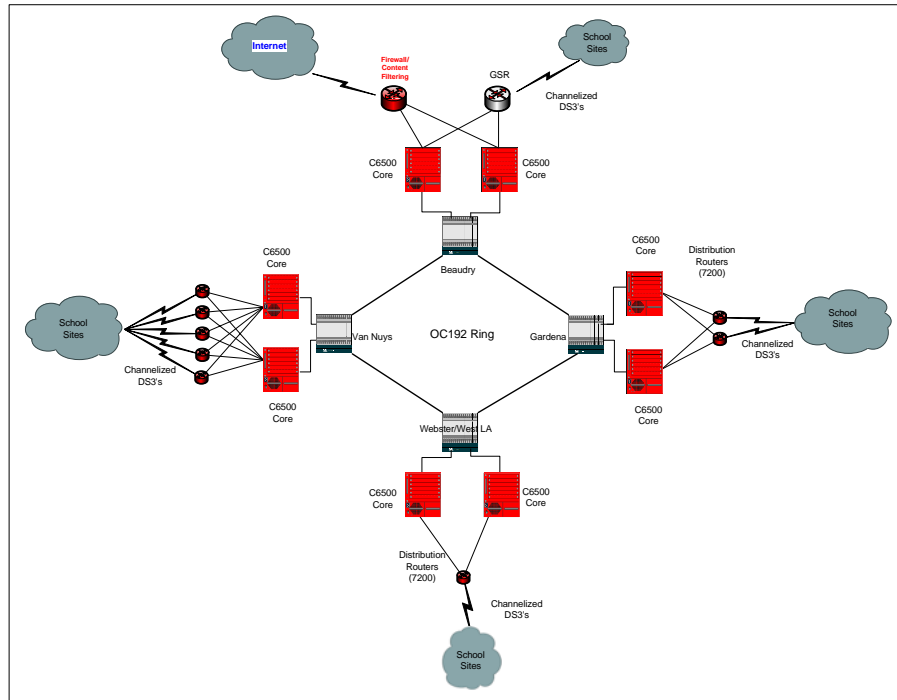 Internet
Firewall/
Content
Filtering
GSR
School
Sites
Channelized
DS3's
C6500
Core
C6500
Core
Beaudry
C6500
Core
C6500
Core
Distribution
Routers
(7200)
School
Sites
Van Nuys
OC192 Ring
Gardena
School
Sites
Channelized
DS3's
Channelized
DS3's
C6500
Core
C6500
Core
Webster/West LA
C6500
Core
C6500
Core
Distribution
Routers
(7200)
Channelized
DS3's
School
Sites